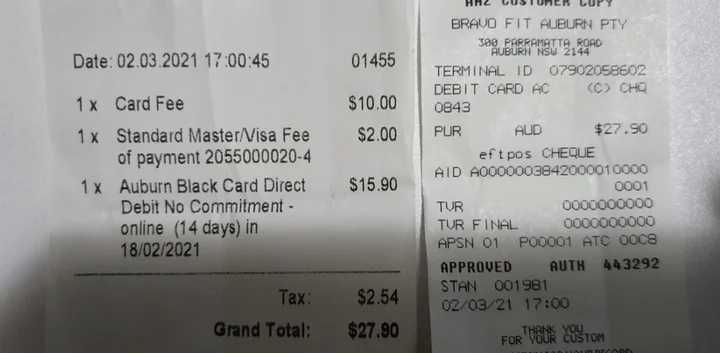 Date: 02.03.2021 17:00:45 01455
1 x Card Fee $10.00
1 x Standard Master/Visa Fee $2.00
of payment 2055000020-4
1 x Auburn Black Card Direct $15.90
Debit No Commitment -
online (14 days) in
18/02/2021
Tax: $2.54
Grand Total: $27.90
ANZ CUSTOMER COPY
BRAVO FIT AUBURN PTY
300 PARRAMATTA ROAD
AUBURN NSW 2144
TERMINAL ID 07902058602
DEBIT CARD AC (C) CHQ
0843
PUR AUD $27.90
eftpos CHEQUE
AID A0000003842000010000
0001
TVR 0000000000
TVR FINAL 0000000000
APSN 01 P00001 ATC 00C8
APPROVED AUTH 443292
STAN 001981
02/03/21 17:00
THANK YOU
FOR YOUR CUSTOM